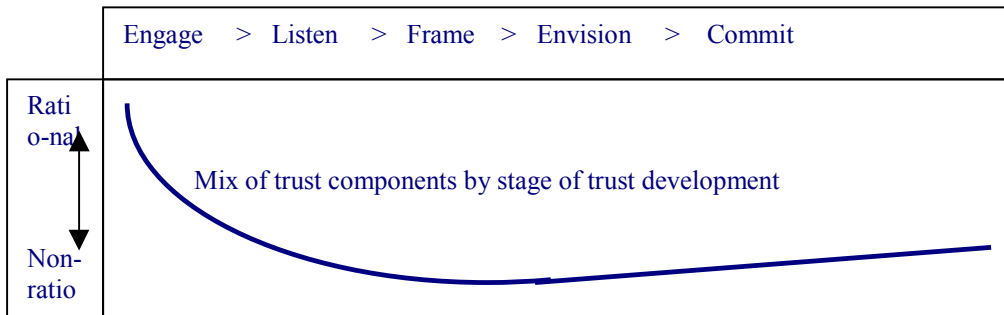 Engage > Listen > Frame > Envision > Commit
Rati
o-nal
Mix of trust components by stage of trust development
Non-
ratio